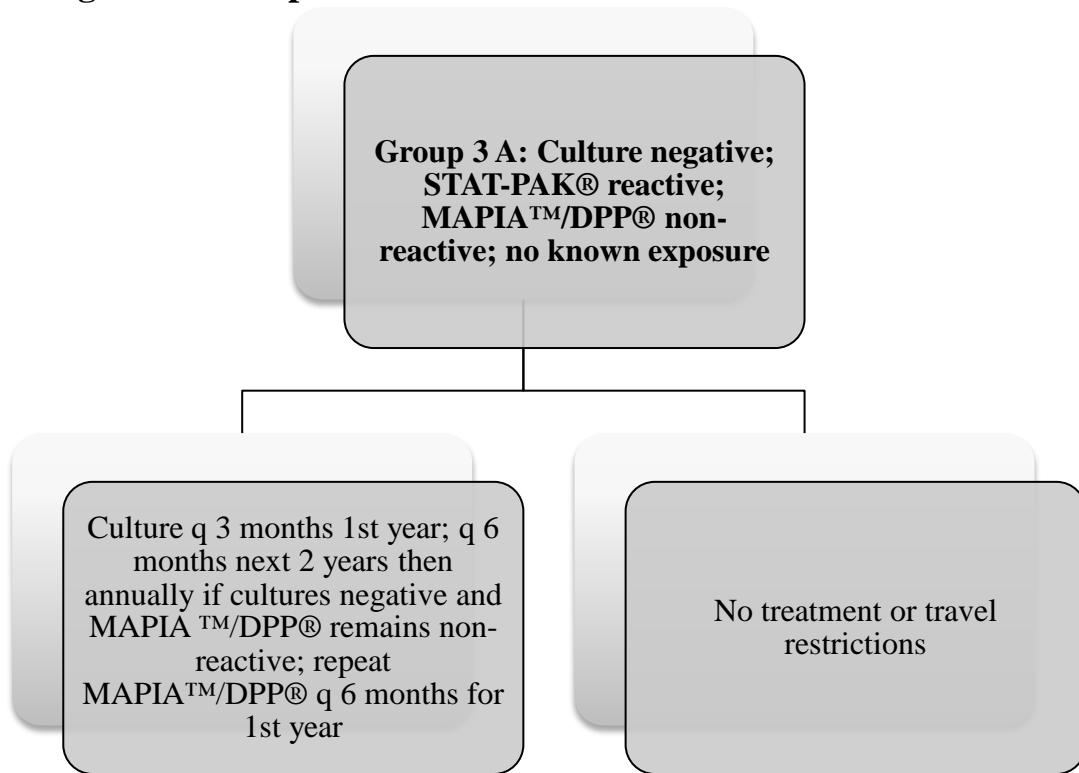 Group 3 A: Culture negative;
STAT-PAK® reactive;
MAPIA™/DPP® non-
reactive; no known exposure
Culture q 3 months 1st year; q 6
months next 2 years then
annually if cultures negative and
MAPIA ™/DPP® remains non-
reactive; repeat
MAPIA™/DPP® q 6 months for
1st year
No treatment or travel
restrictions